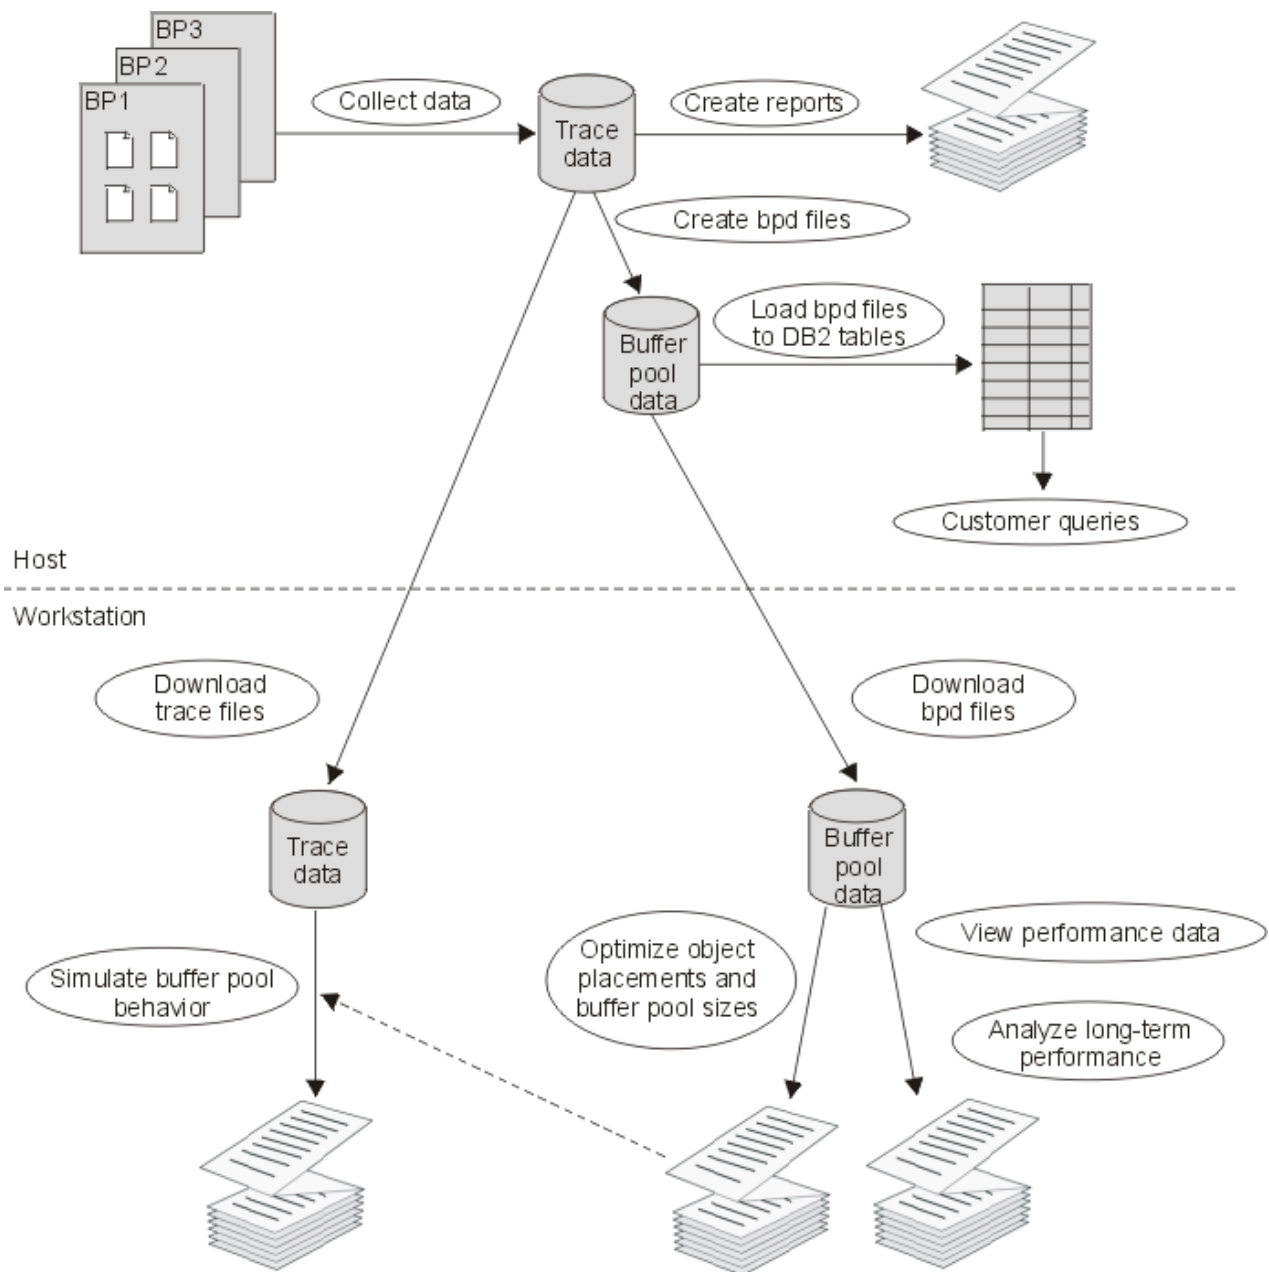 BP3
BP2
BP1
Collect data
Trace
data
Create reports
Create bpd files
Buffer
pool
data
Load bpd files
to DB2 tables
Customer queries
Host
Workstation
Download
trace files
Download
bpd files
Trace
data
Buffer
pool
data
Simulate buffer pool
behavior
Optimize object
placements and
buffer pool sizes
View performance data
Analyze long-term
performance